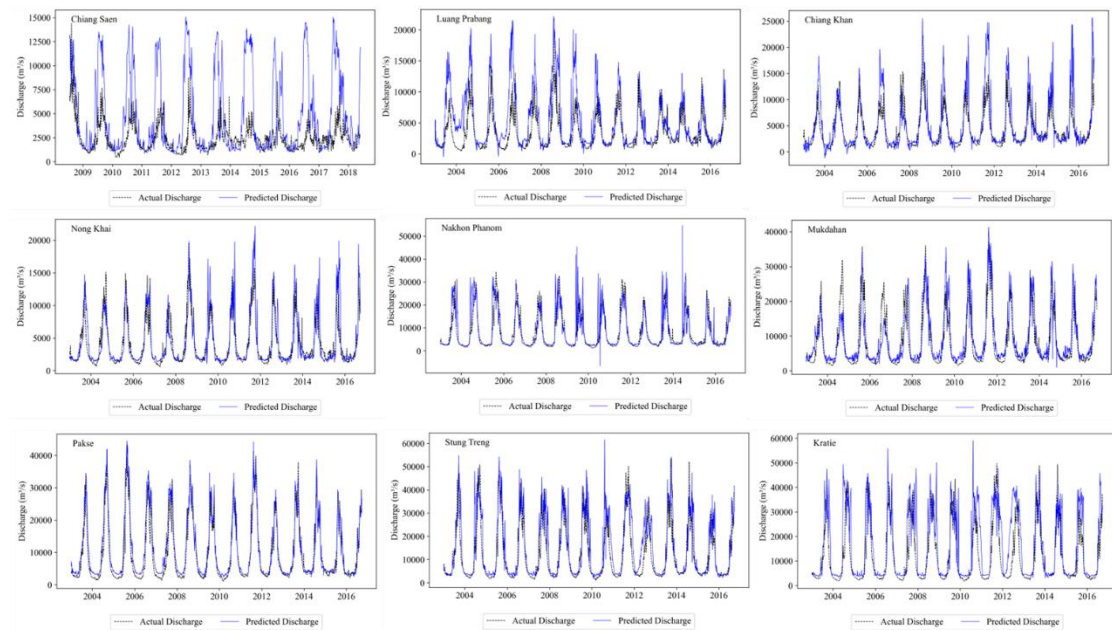 Chiang Saen
Discharge (m³/s)
15000
12500
10000
7500
5000
2500
0
2009 2010 2011 2012 2013 2014 2015 2016 2017 2018
Actual Discharge Predicted Discharge
Luang Prabang
Discharge (m³/s)
20000
15000
10000
5000
0
2004 2006 2008 2010 2012 2014 2016
Actual Discharge Predicted Discharge
Chiang Khan
Discharge (m³/s)
25000
20000
15000
10000
5000
0
2004 2006 2008 2010 2012 2014 2016
Actual Discharge Predicted Discharge
Nong Khai
Discharge (m³/s)
20000
15000
10000
5000
0
2004 2006 2008 2010 2012 2014 2016
Actual Discharge Predicted Discharge
Nakhon Phanom
Discharge (m³/s)
50000
40000
30000
20000
10000
0
2004 2006 2008 2010 2012 2014 2016
Actual Discharge Predicted Discharge
Mukdahan
Discharge (m³/s)
40000
30000
20000
10000
0
2004 2006 2008 2010 2012 2014 2016
Actual Discharge Predicted Discharge
Pakse
Discharge (m³/s)
40000
30000
20000
10000
0
2004 2006 2008 2010 2012 2014 2016
Actual Discharge Predicted Discharge
Stung Treng
Discharge (m³/s)
60000
50000
40000
30000
20000
10000
0
2004 2006 2008 2010 2012 2014 2016
Actual Discharge Predicted Discharge
Kratie
Discharge (m³/s)
60000
50000
40000
30000
20000
10000
0
2004 2006 2008 2010 2012 2014 2016
Actual Discharge Predicted Discharge